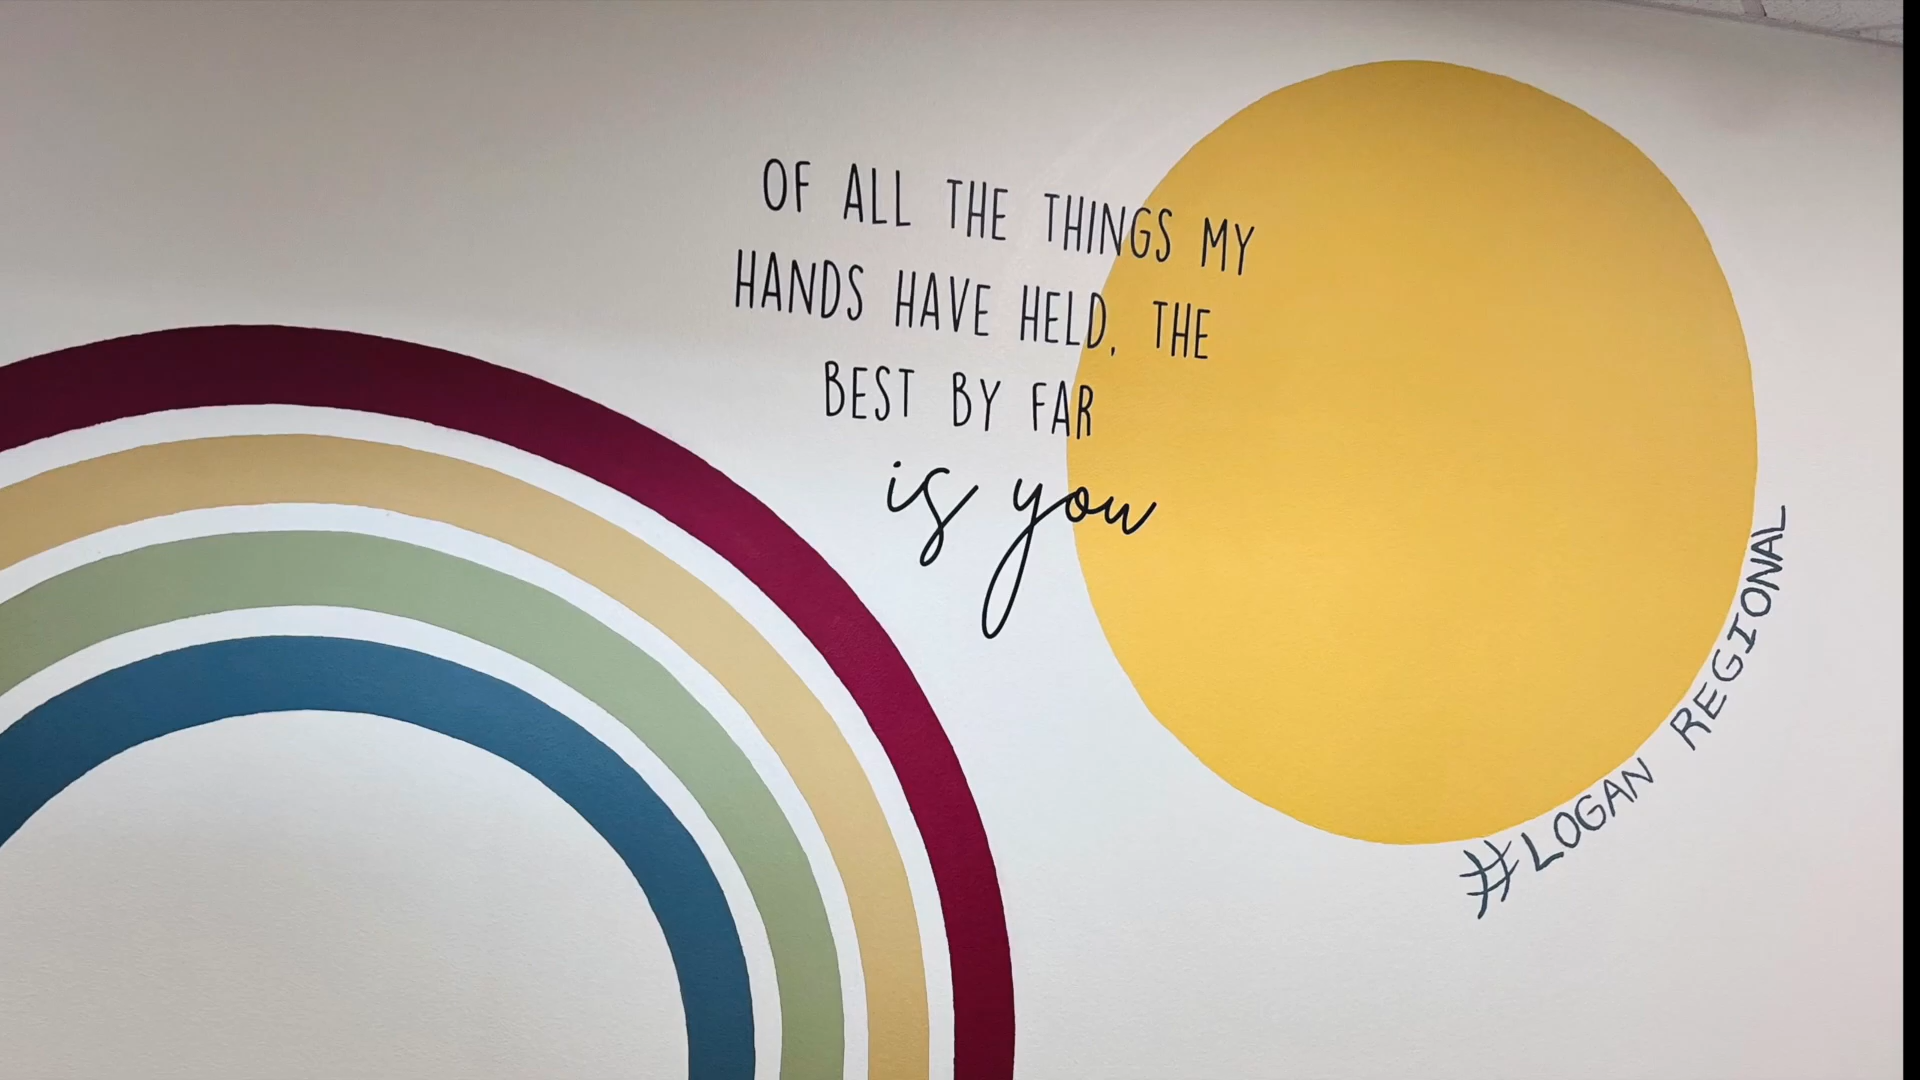 OF ALL THE THINGS MY
HANDS HAVE HELD, THE
BEST BY FAR
is you
#LOGAN REGIONAL